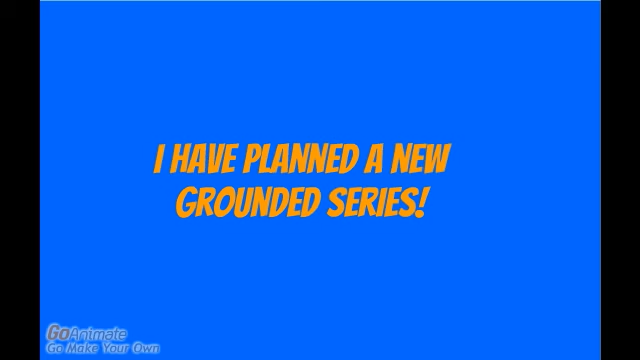 I HAVE PLANNED A NEW
GROUNDED SERIES!
GoAnimate
Go Make Your Own